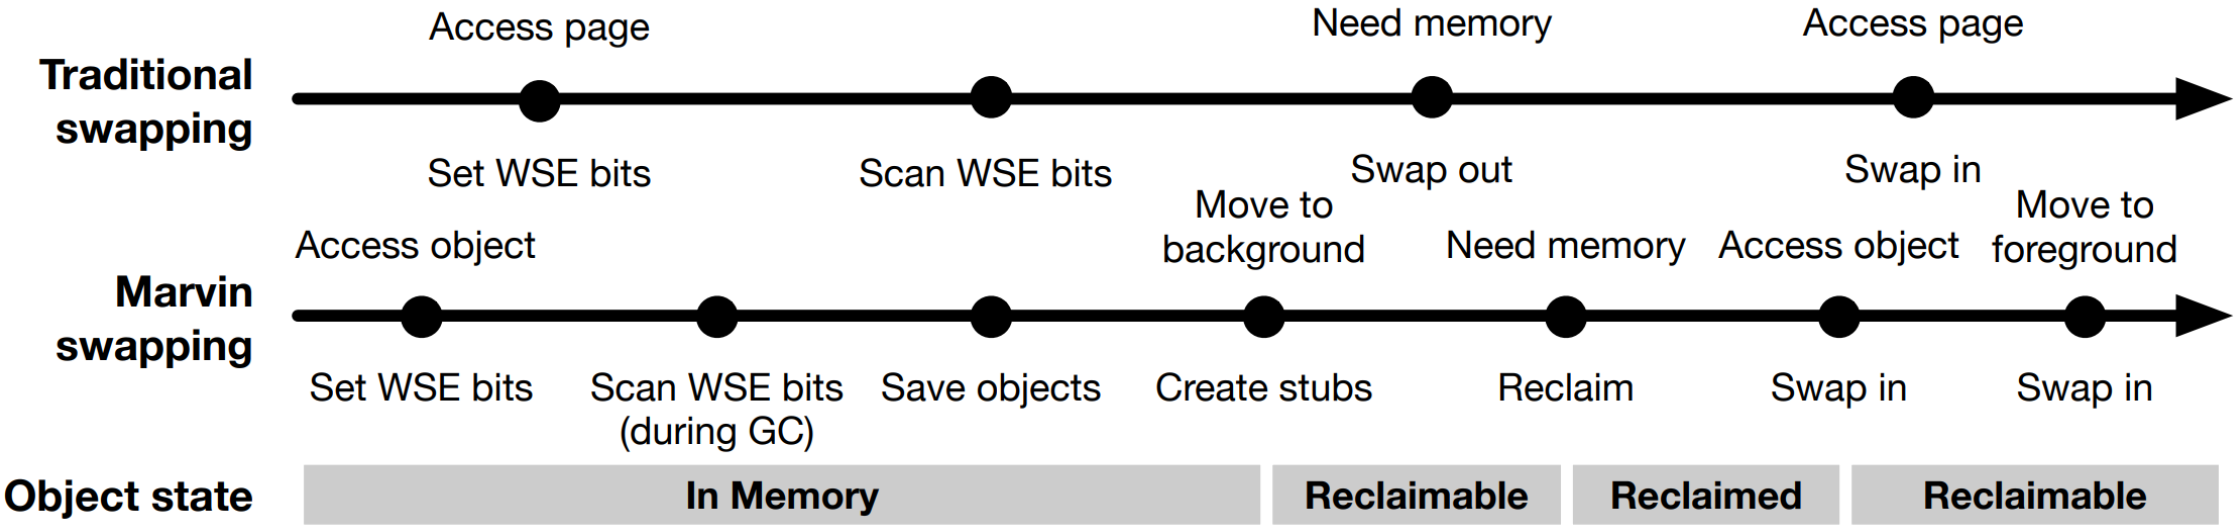 Access page
Need memory
Access page
Traditional
swapping
Set WSE bits
Scan WSE bits
Swap out
Swap in
Access object
Move to
background
Need memory
Access object
Move to
foreground
Marvin
swapping
Set WSE bits
Scan WSE bits
(during GC)
Save objects
Create stubs
Reclaim
Swap in
Swap in
Object state
In Memory
Reclaimable
Reclaimed
Reclaimable